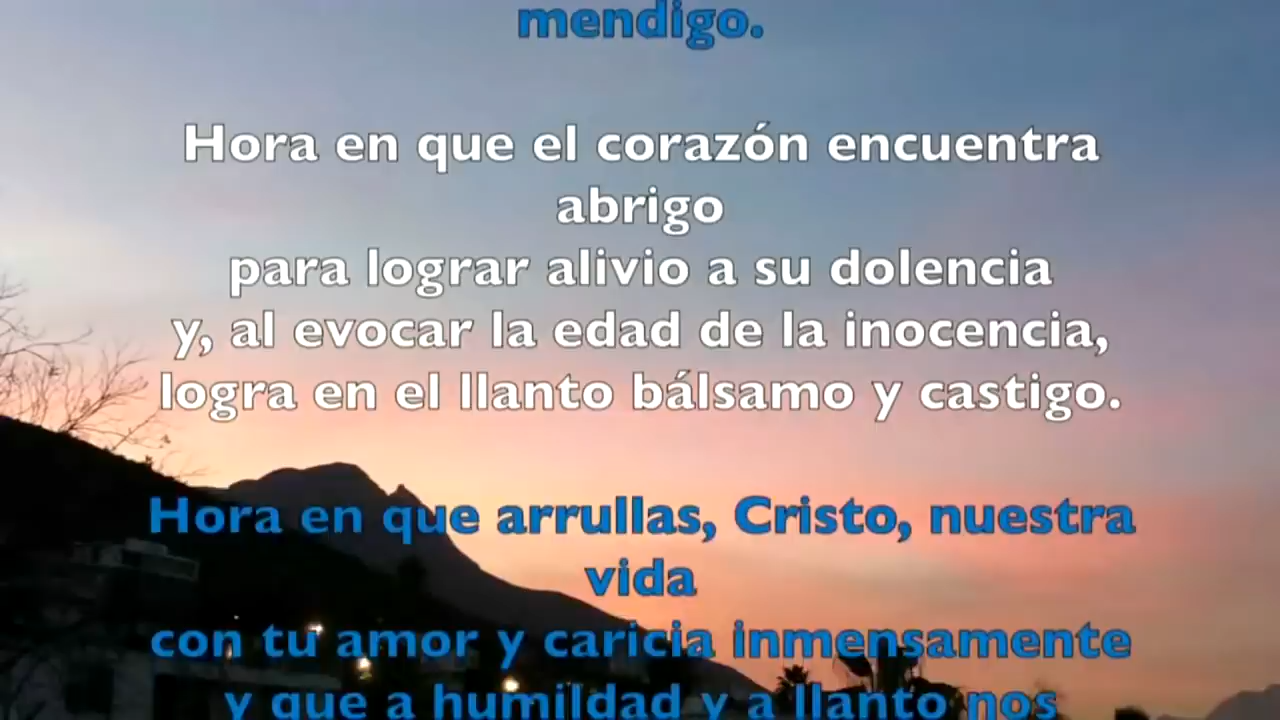 mendigo.
Hora en que el corazón encuentra
abrigo
para lograr alivio a su dolencia
y, al evocar la edad de la inocencia,
logra en el llanto bálsamo y castigo.
Hora en que arrullas, Cristo, nuestra
vida
con tu amor y caricia inmensamente
y que a humildad y a llanto nos